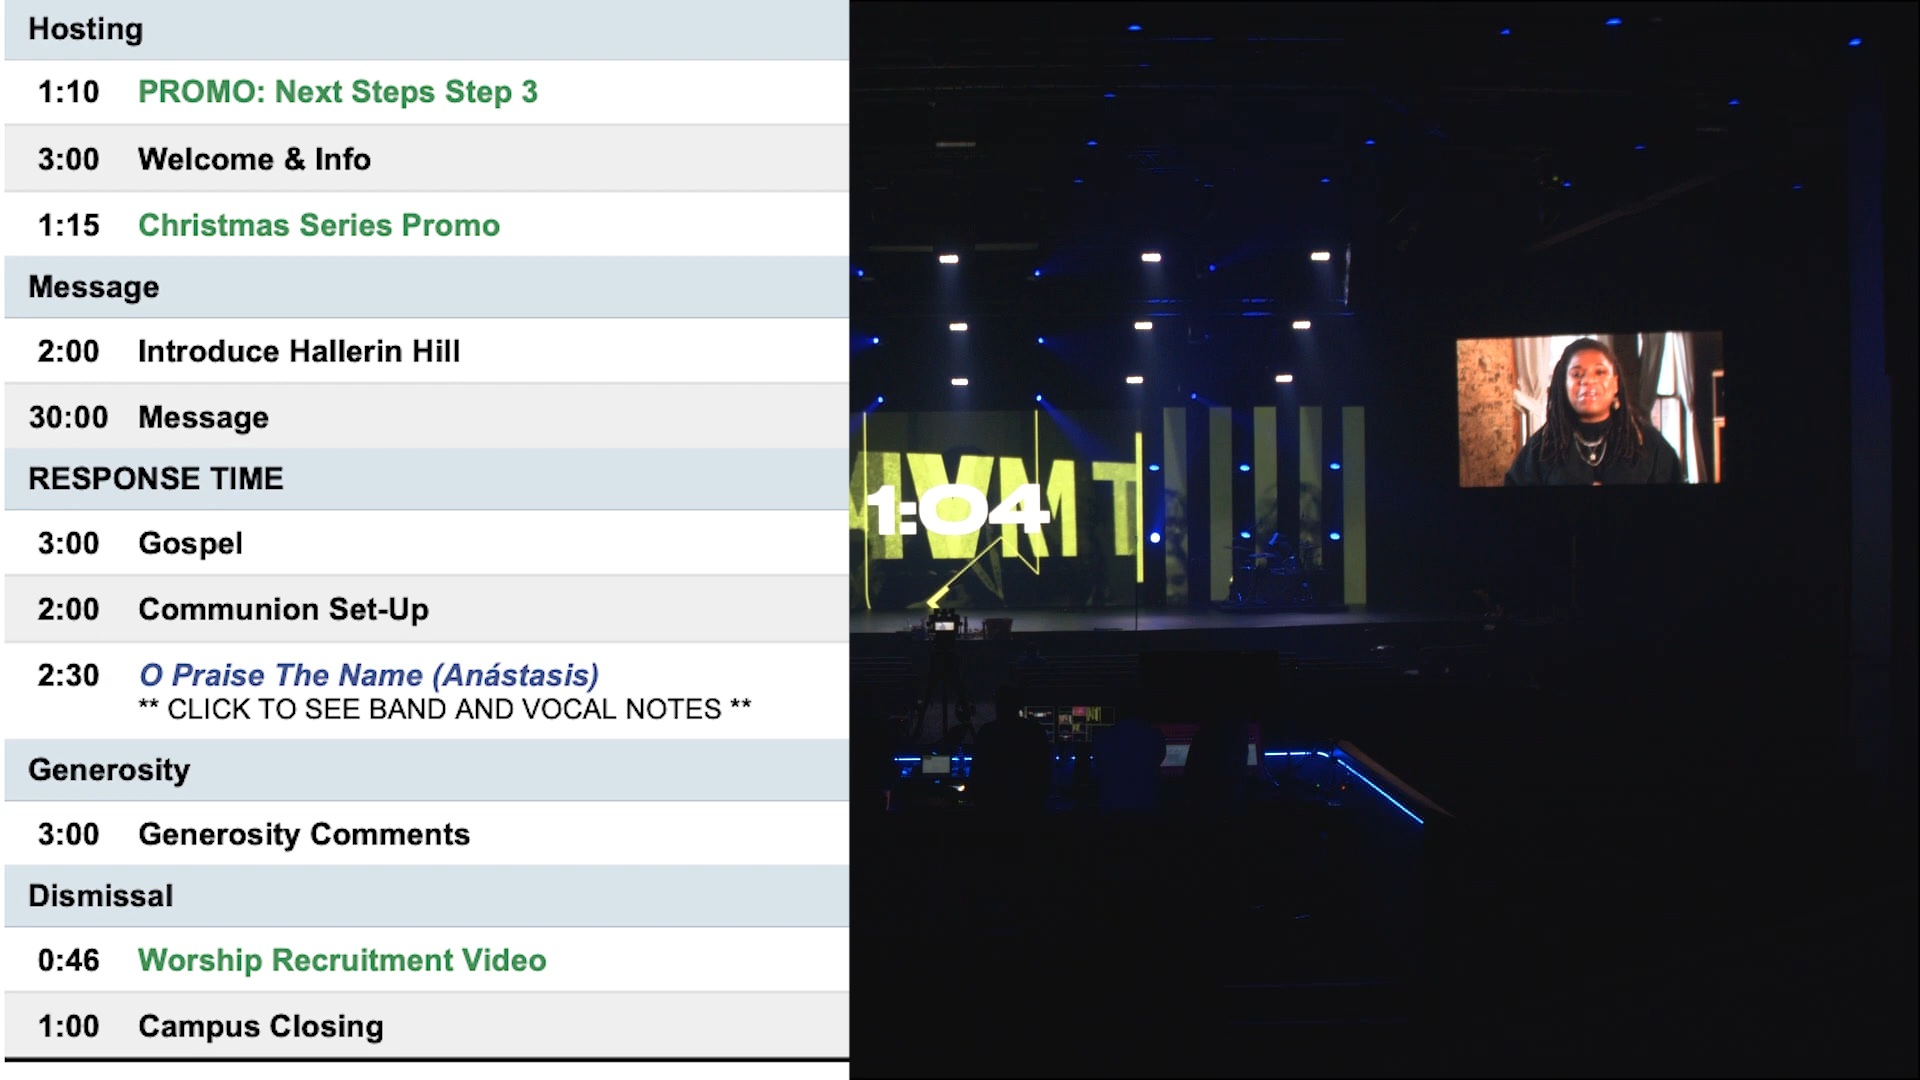 Hosting
1:10 PROMO: Next Steps Step 3
3:00 Welcome & Info
1:15 Christmas Series Promo
Message
2:00 Introduce Hallerin Hill
30:00 Message
RESPONSE TIME
3:00 Gospel
2:00 Communion Set-Up
2:30 O Praise The Name (Anástasis)
** CLICK TO SEE BAND AND VOCAL NOTES **
Generosity
3:00 Generosity Comments
Dismissal
0:46 Worship Recruitment Video
1:00 Campus Closing
MVMT
1:04